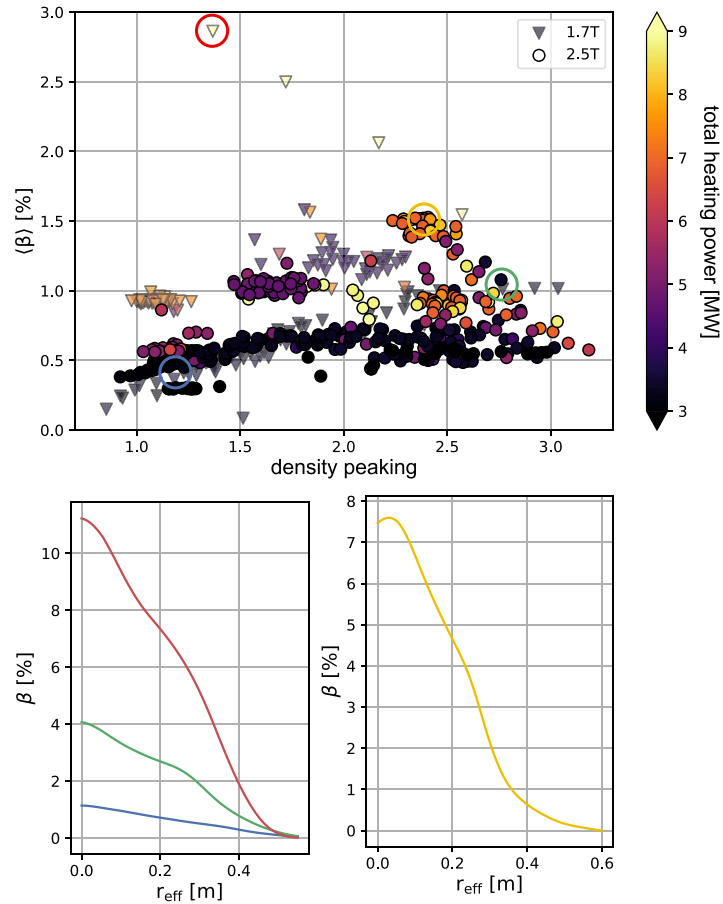 3.0
2.5
2.0
1.5
1.0
0.5
0.0
⟨β⟩ [%]
1.7T
2.5T
1.0 1.5 2.0 2.5 3.0
density peaking
9
8
7
6
5
4
3
total heating power [MW]
10
8
6
4
2
0
β [%]
0.0 0.2 0.4
r_eff [m]
8
7
6
5
4
3
2
1
0
β [%]
0.0 0.2 0.4 0.6
r_eff [m]